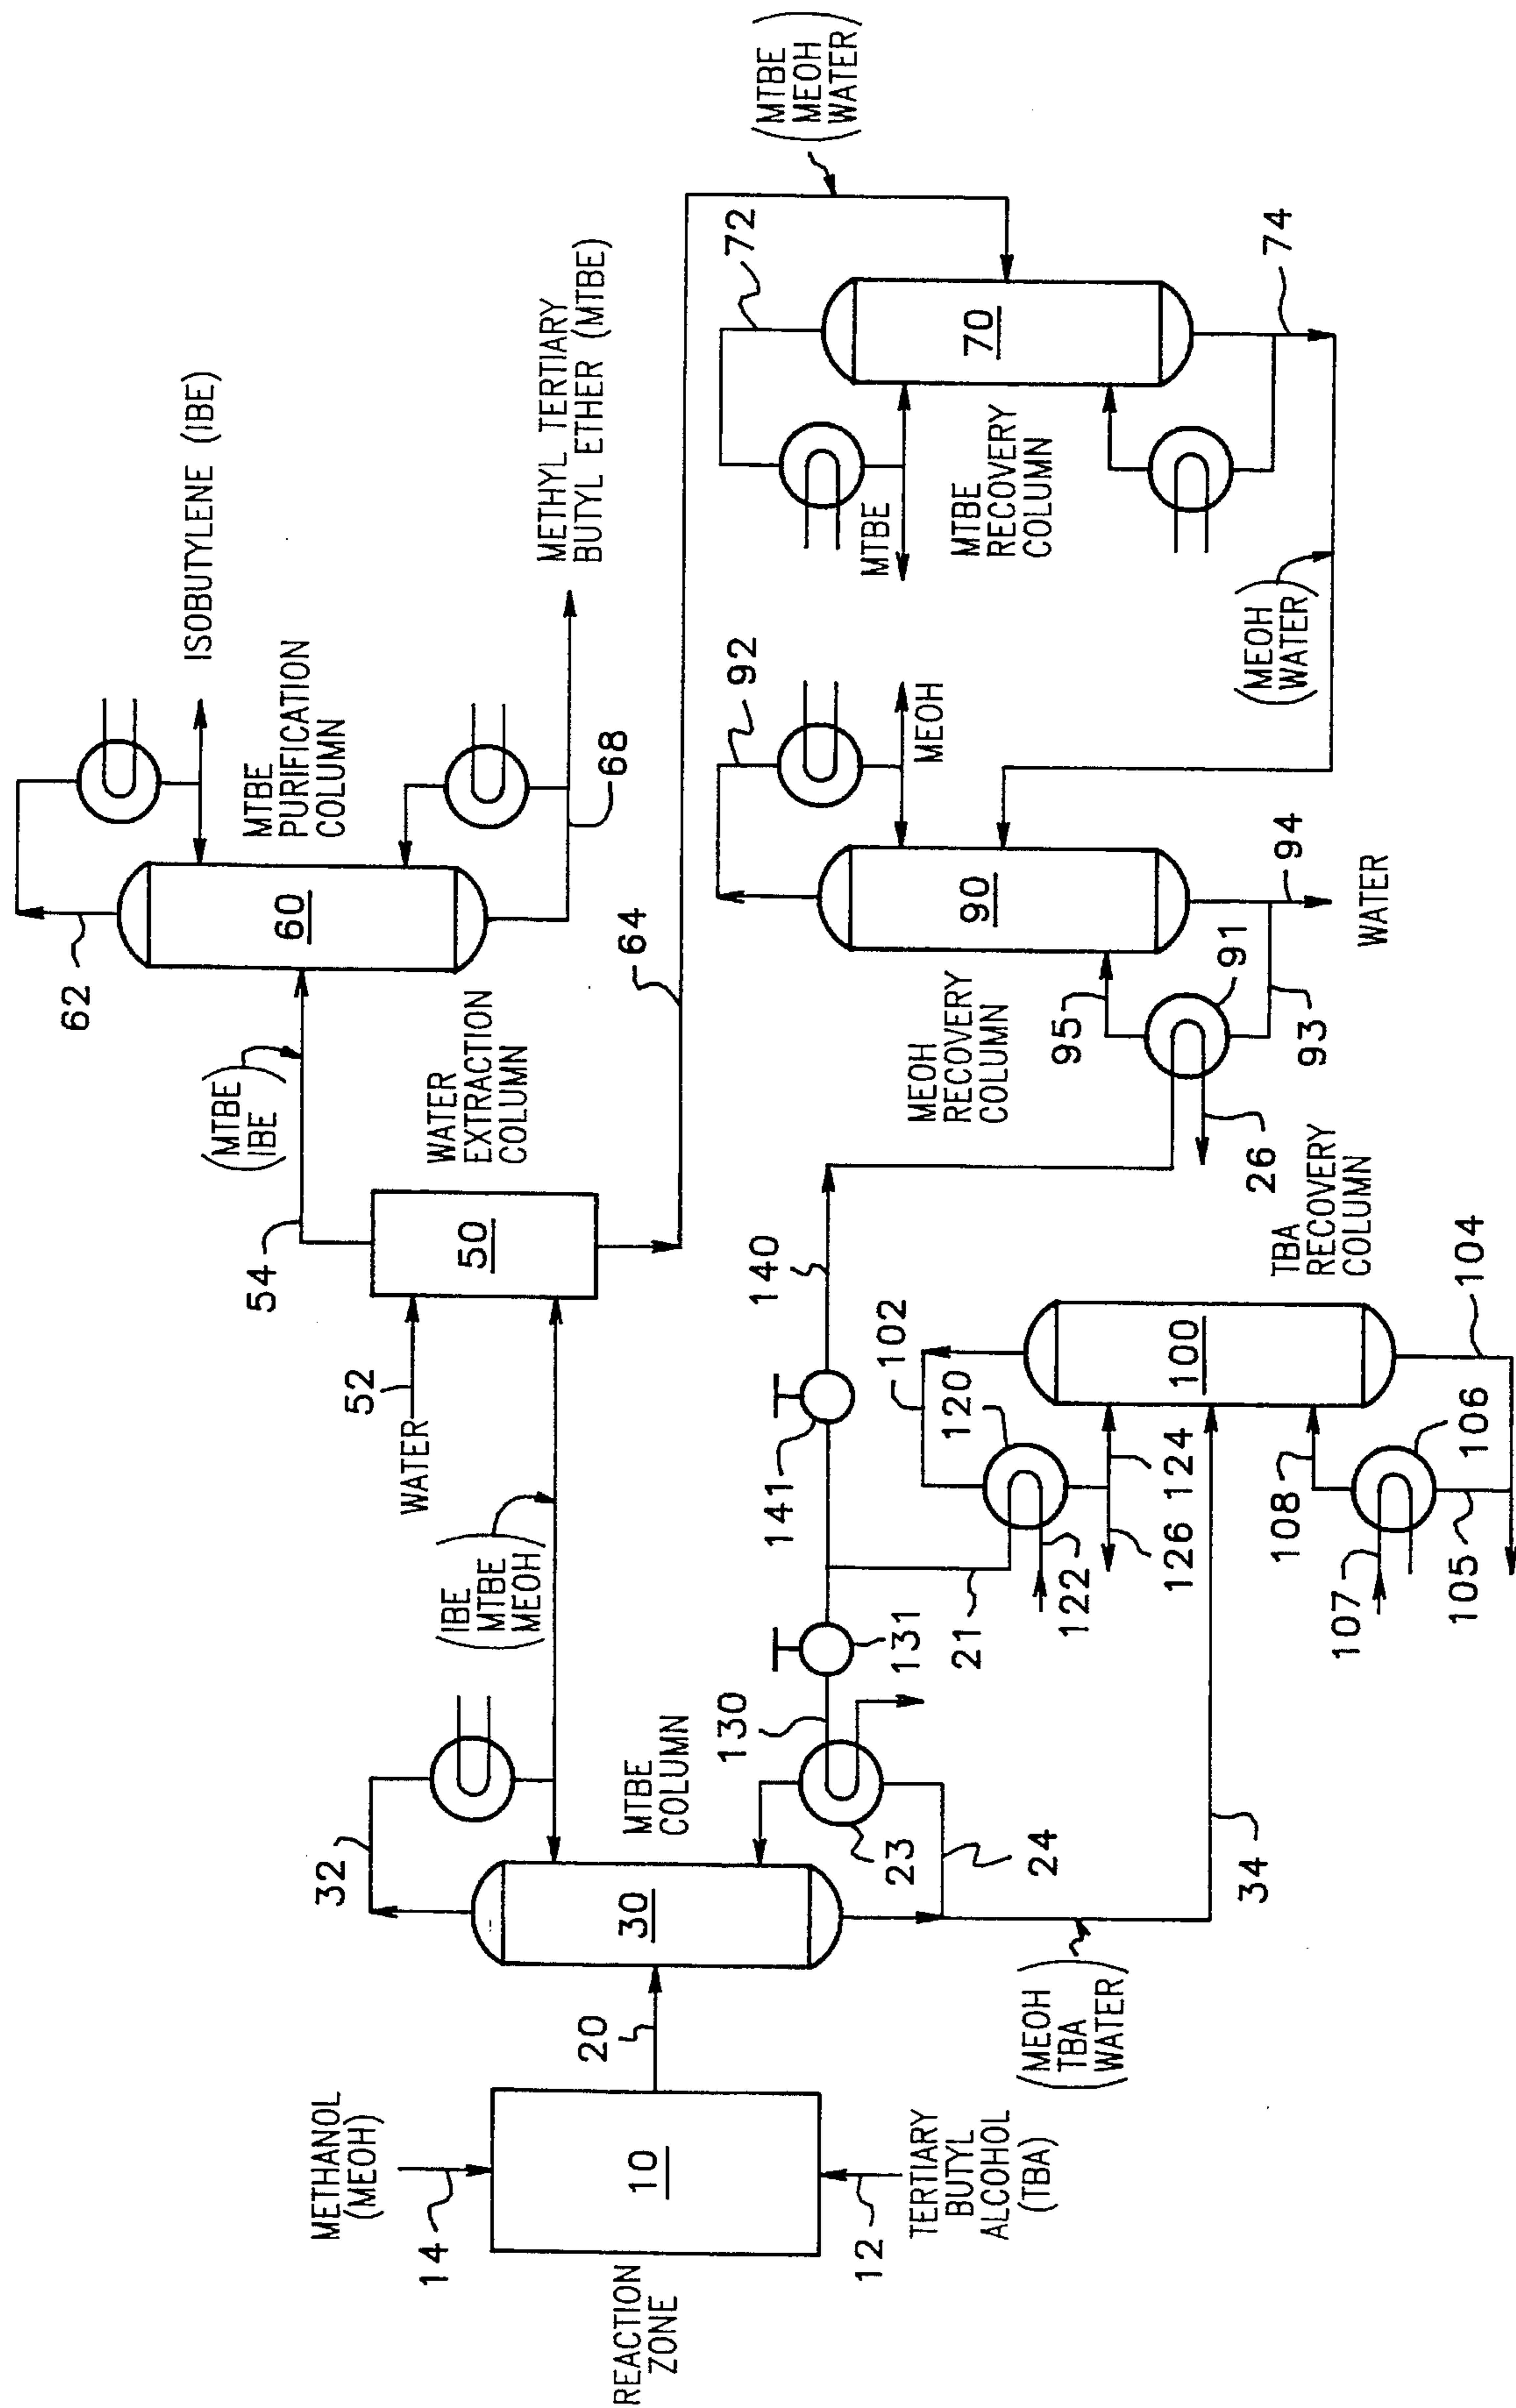 METHANOL
(MEOH)
14
REACTION
ZONE
10
12
TERTIARY
BUTYL
ALCOHOL
(TBA)
20
32
30
MTBE
COLUMN
(IBE
MTBE
MEOH)
130
131
23
24
(MEOH
TBA
WATER)
34
WATER
52
54
50
WATER
EXTRACTION
COLUMN
(MTBE
IBE)
64
62
60
MTBE
PURIFICATION
COLUMN
ISOBUTYLENE (IBE)
68
METHYL TERTIARY
BUTYL ETHER (MTBE)
141
140
21
102
120
122
126
124
100
TBA
RECOVERY
COLUMN
108
107
105
106
104
26
MEOH
RECOVERY
COLUMN
95
91
93
90
94
WATER
92
MEOH
(MEOH
WATER)
MTBE
MTBE
RECOVERY
COLUMN
72
70
74
(MTBE
MEOH
WATER)